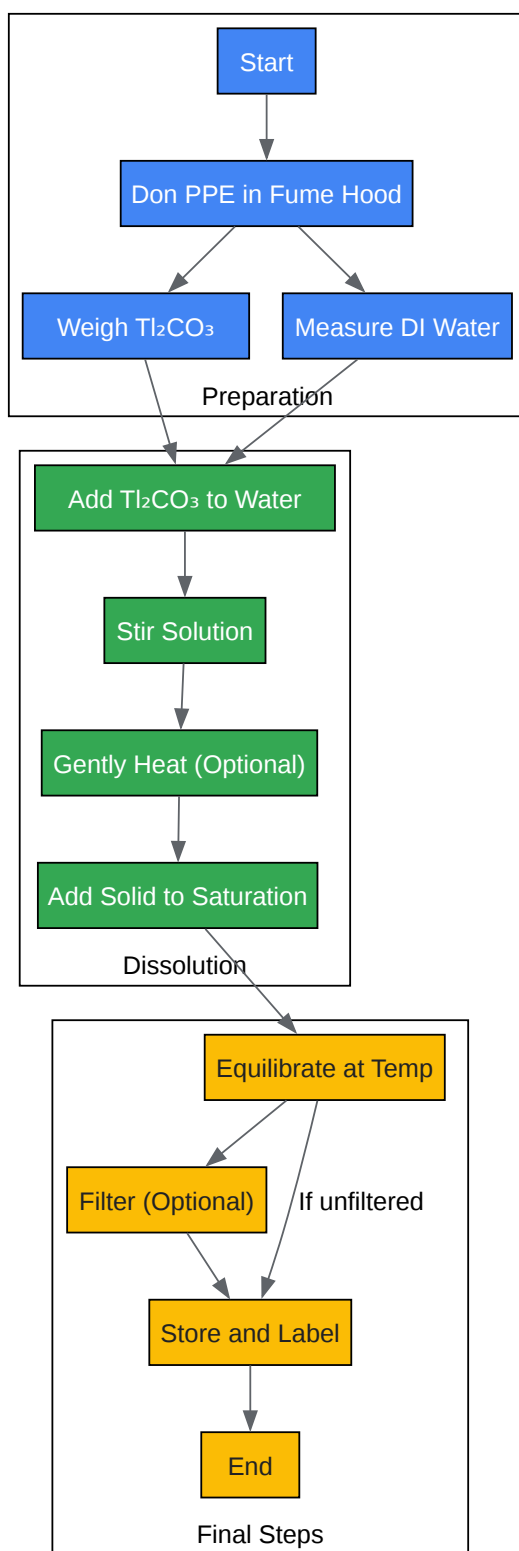 Start
Don PPE in Fume Hood
Weigh Tl₂CO₃
Measure DI Water
Preparation
Add Tl₂CO₃ to Water
Stir Solution
Gently Heat (Optional)
Add Solid to Saturation
Dissolution
Equilibrate at Temp
Filter (Optional)
If unfiltered
Store and Label
End
Final Steps